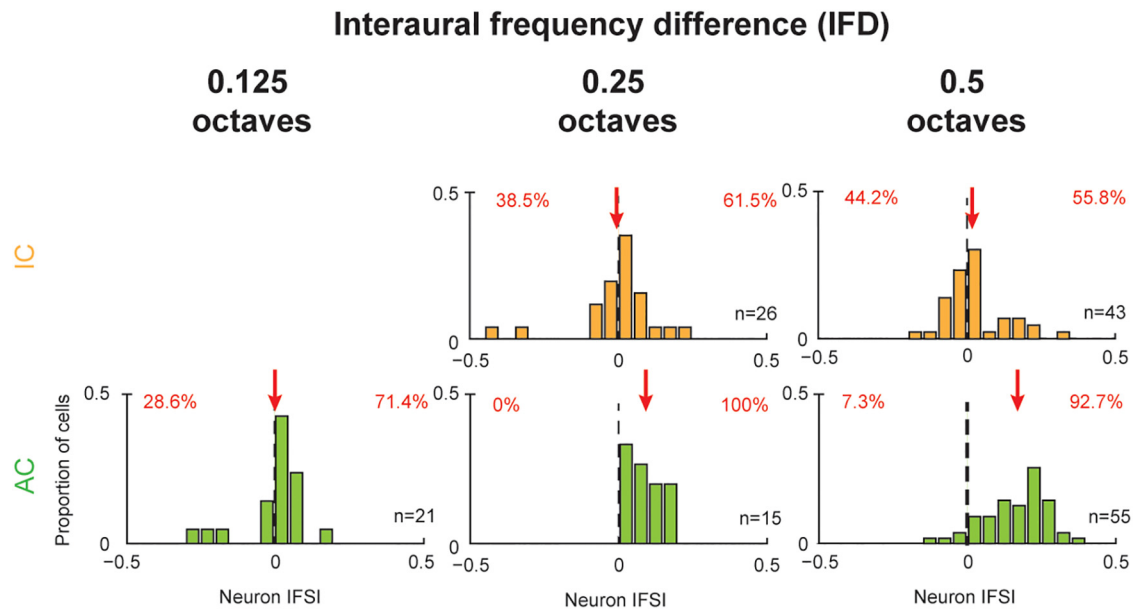 Interaural frequency difference (IFD)
0.125
octaves
0.25
octaves
0.5
octaves
IC
0.5
38.5%
61.5%
n=26
0
−0.5
0
0.5
0.5
44.2%
55.8%
n=43
0
−0.5
0
0.5
AC
Proportion of cells
0.5
28.6%
71.4%
n=21
0
−0.5
0
0.5
Neuron IFSI
0.5
0%
100%
n=15
0
−0.5
0
0.5
Neuron IFSI
0.5
7.3%
92.7%
n=55
0
−0.5
0
0.5
Neuron IFSI